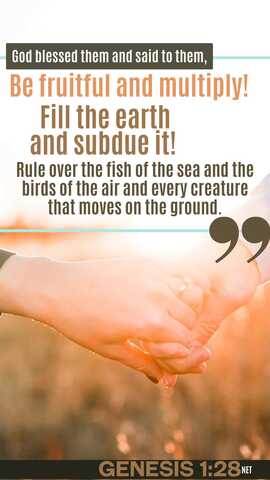 God blessed them and said to them,
Be fruitful and multiply!
Fill the earth
and subdue it!
Rule over the fish of the sea and the
birds of the air and every creature
that moves on the ground.
”
GENESIS 1:28 NET